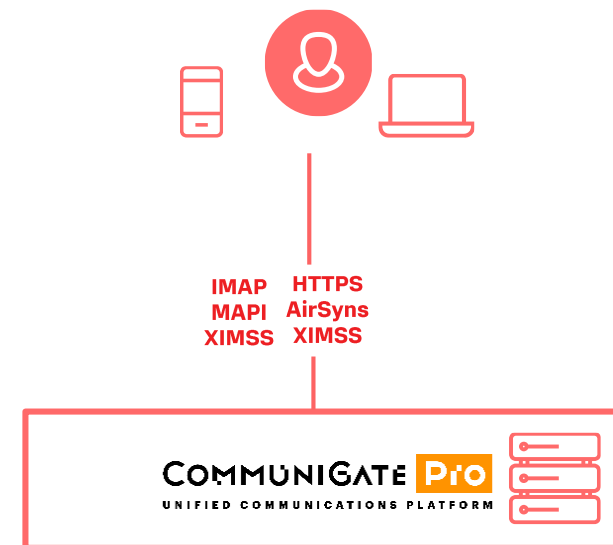 IMAP
MAPI
XIMSS
HTTPS
AirSyns
XIMSS
COMMUNIGATE Pro
UNIFIED COMMUNICATIONS PLATFORM